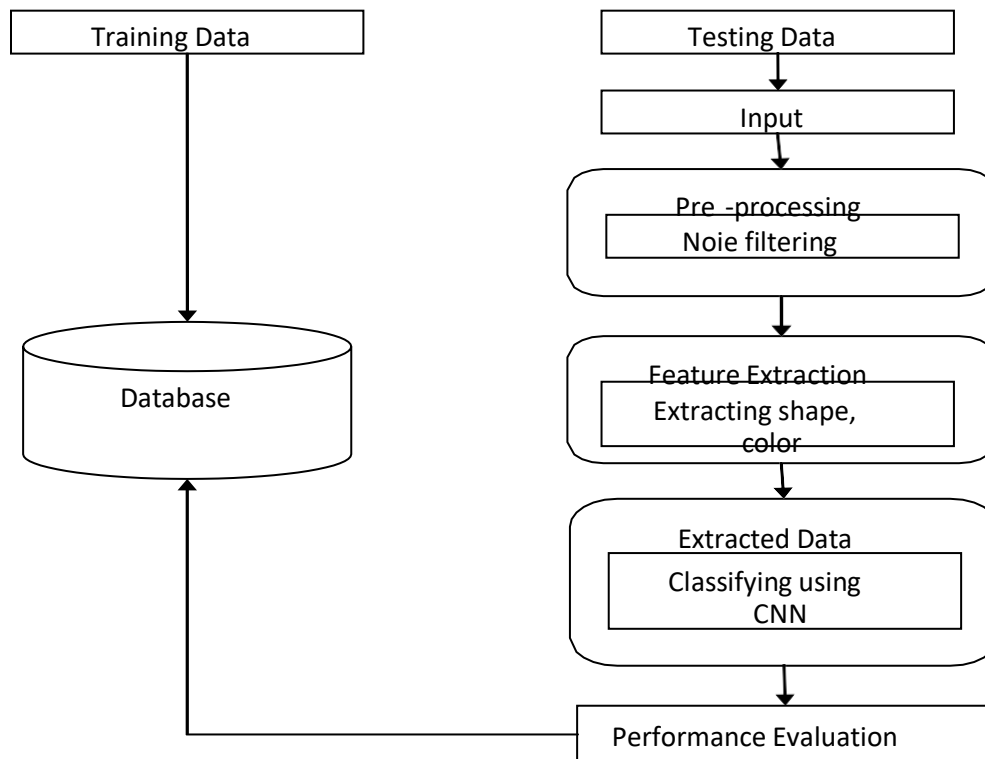 Training Data
Testing Data
Input
Pre -processing
Noie filtering
Database
Feature Extraction
Extracting shape,
color
Extracted Data
Classifying using
CNN
Performance Evaluation